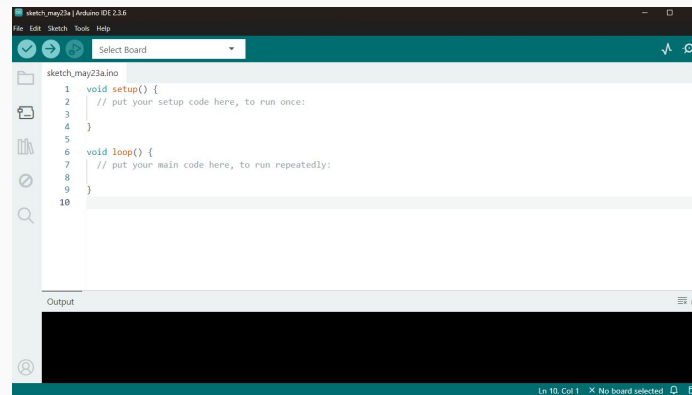 sketch_may23a | Arduino IDE 2.3.6
File Edit Sketch Tools Help
Select Board
sketch_may23a.ino
1 void setup() {
2 // put your setup code here, to run once:
3
4 }
5
6 void loop() {
7 // put your main code here, to run repeatedly:
8
9 }
10
Output
Ln 10, Col 1 × No board selected